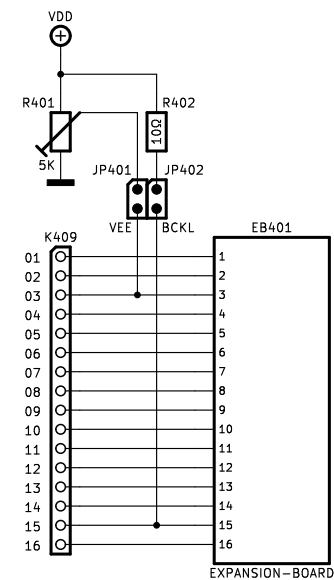 VDD
R401 R402
10Ω
5K
JP401 JP402
VEE BCKL
K409 EB401
01 1
02 2
03 3
04 4
05 5
06 6
07 7
08 8
09 9
10 10
11 11
12 12
13 13
14 14
15 15
16 16
EXPANSION-BOARD